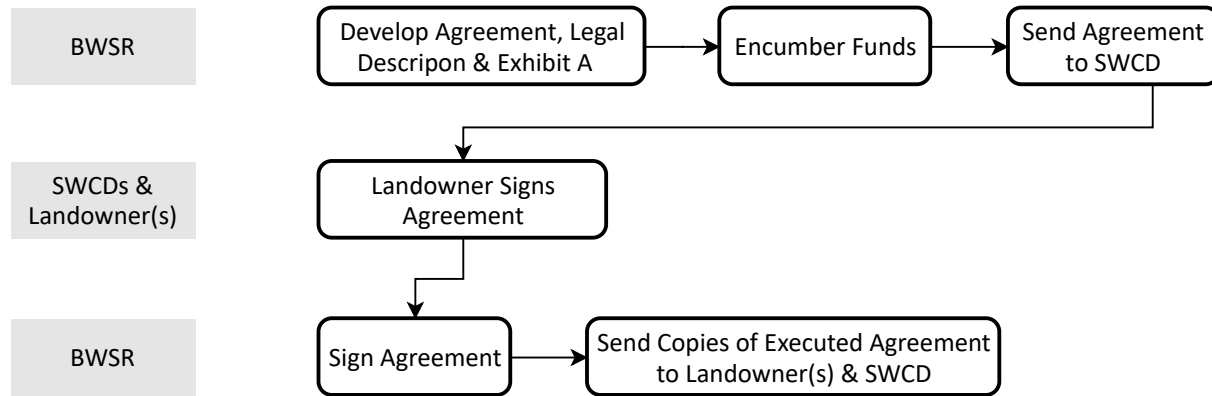 BWSR
Develop Agreement, Legal
Descripon & Exhibit A
Encumber Funds
Send Agreement
to SWCD
SWCDs &
Landowner(s)
Landowner Signs
Agreement
BWSR
Sign Agreement
Send Copies of Executed Agreement
to Landowner(s) & SWCD